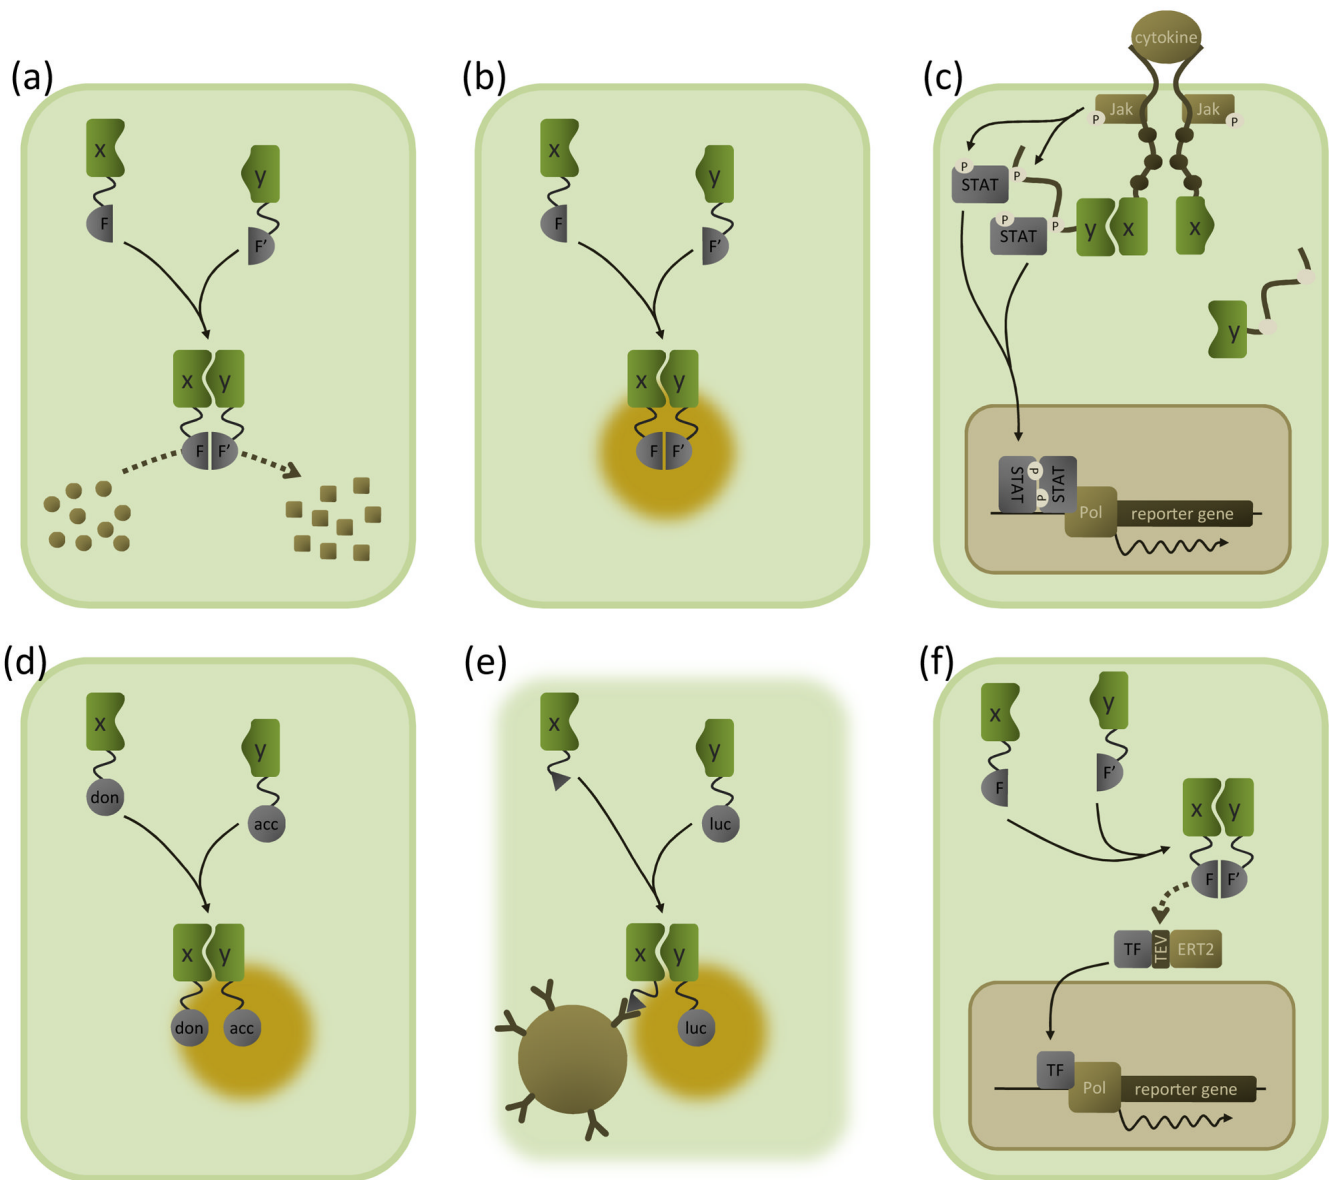 (a)
x
y
F
F'
x y
F F'
(b)
x
y
F
F'
x y
F F'
(c)
cytokine
Jak Jak
P P
P
STAT P
P
STAT P
y x x
y
STAT P P STAT
Pol reporter gene
(d)
x
y
don
acc
x y
don acc
(e)
x
y
luc
x y
luc
(f)
x y
F F'
x y
F F'
TF TEV ERT2
TF
Pol reporter gene